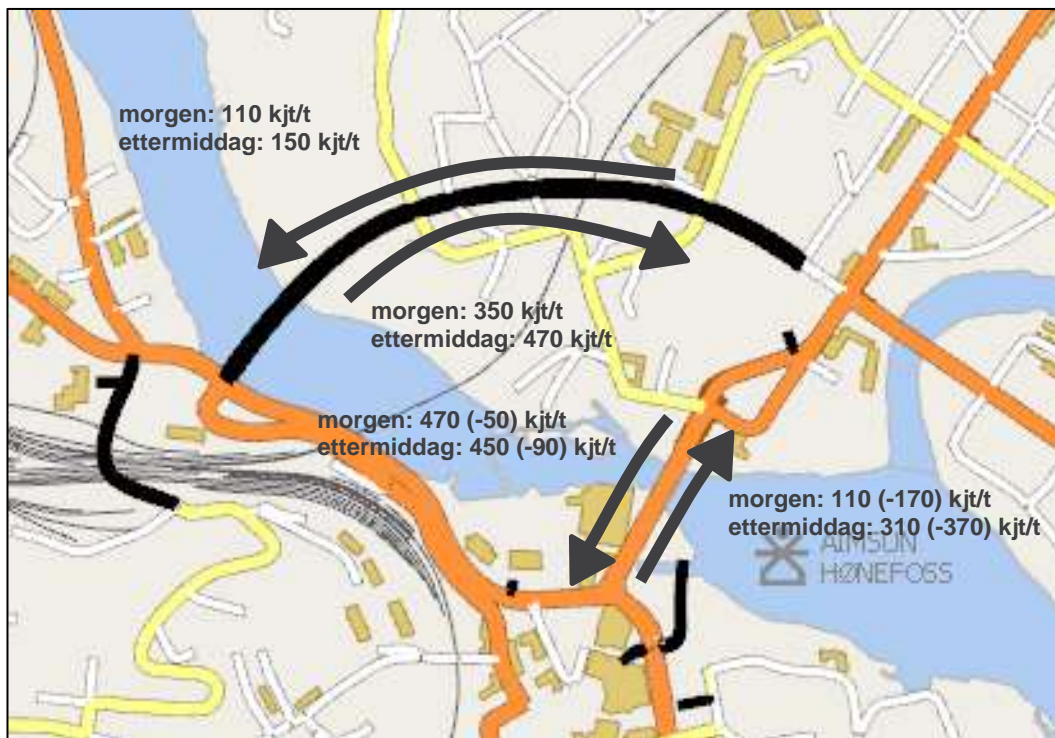 morgen: 110 kjt/t
ettermiddag: 150 kjt/t
morgen: 350 kjt/t
ettermiddag: 470 kjt/t
morgen: 470 (-50) kjt/t
ettermiddag: 450 (-90) kjt/t
morgen: 110 (-170) kjt/t
ettermiddag: 310 (-370) kjt/t
AIMSUN
HØNEFOSS